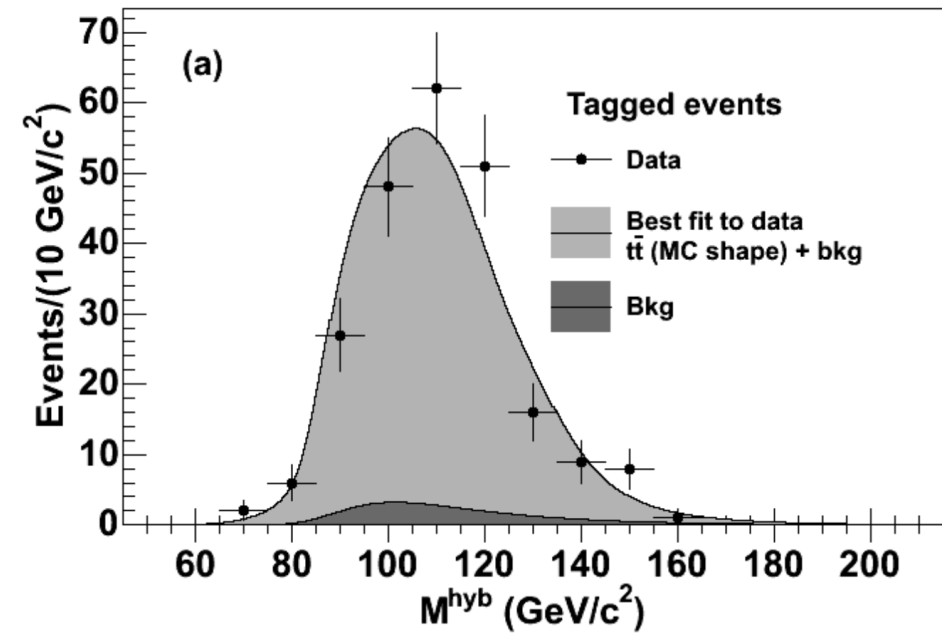 70
60
50
40
30
20
10
0
Events/(10 GeV/c²)
(a)
Tagged events
Data
Best fit to data
tt̄ (MC shape) + bkg
Bkg
60 80 100 120 140 160 180 200
M^hyb (GeV/c²)